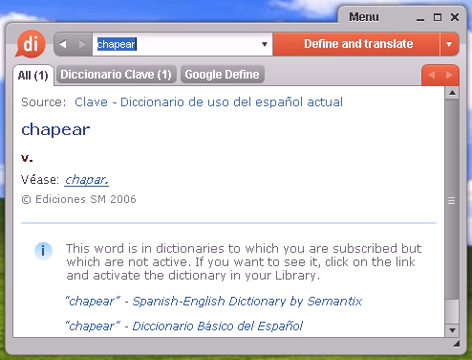 Menu
di
chapear
Define and translate
All (1)
Diccionario Clave (1)
Google Define
Source: Clave - Diccionario de uso del español actual
chapear
v.
Véase: chapar.
© Ediciones SM 2006
i
This word is in dictionaries to which you are subscribed but
which are not active. If you want to see it, click on the link
and activate the dictionary in your Library.
“chapear” - Spanish-English Dictionary by Semantix
“chapear” - Diccionario Básico del Español